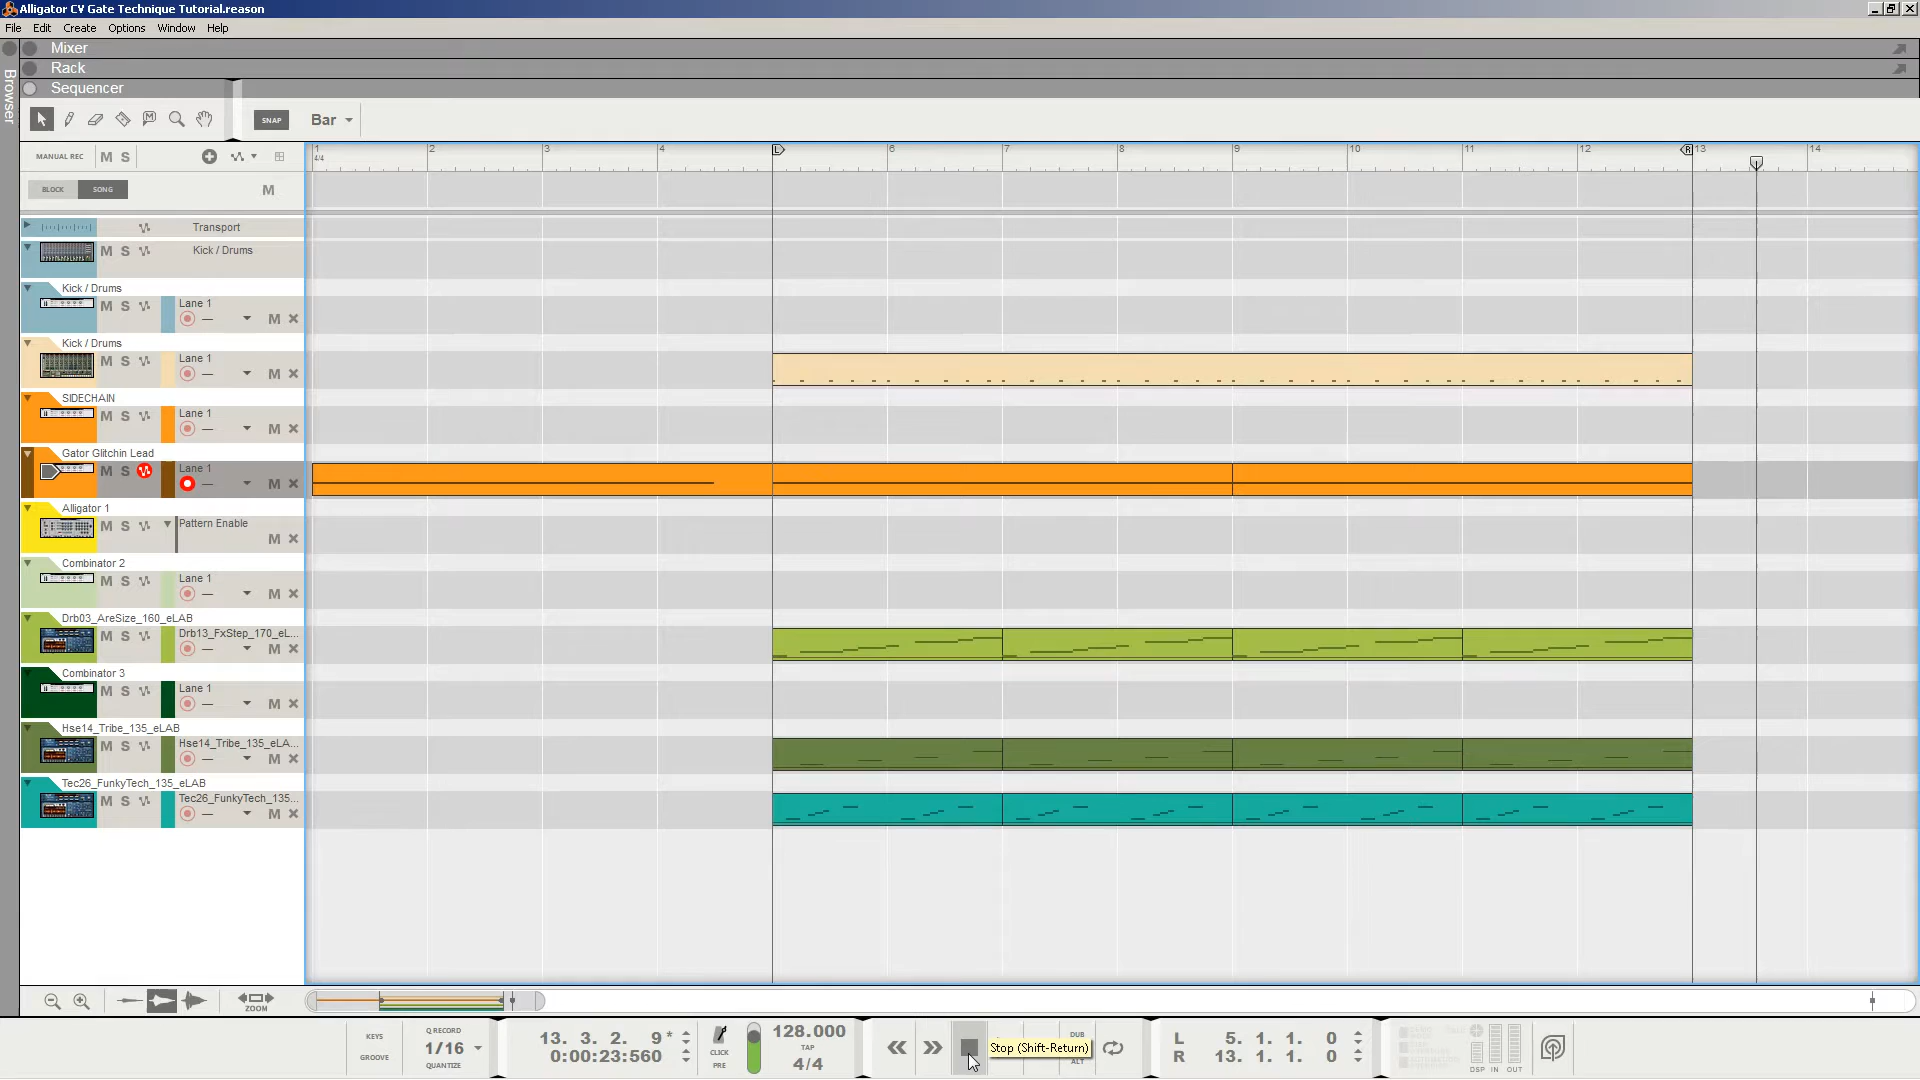 Alligator CV Gate Technique Tutorial.reason
File Edit Create Options Window Help
Browser
Mixer
Rack
Sequencer
SNAP Bar
MANUAL REC M S
BLOCK SONG M
1 2 3 4 L 6 7 8 9 10 11 12 R 13 14
4/4
Transport
M S Kick / Drums
Kick / Drums
M S Lane 1
— M
Kick / Drums
M S Lane 1
— M
SIDECHAIN
M S Lane 1
— M
Gator Glitchin Lead
M S Lane 1
— M
Alligator 1
M S Pattern Enable
M
Combinator 2
M S Lane 1
— M
Drb03_AreSize_160_eLAB
M S Drb13_FxStep_170_eL...
— M
Combinator 3
M S Lane 1
— M
Hse14_Tribe_135_eLAB
M S Hse14_Tribe_135_eLA...
— M
Tec26_FunkyTech_135_eLAB
M S Tec26_FunkyTech_135...
— M
ZOOM
KEYS
GROOVE
Q RECORD
1/16
QUANTIZE
13. 3. 2. 9 *
0:00:23:560
CLICK
PRE
128.000
TAP
4/4
Stop (Shift-Return)
DUB
ALT
L 5. 1. 1. 0
R 13. 1. 1. 0
DSP IN OUT